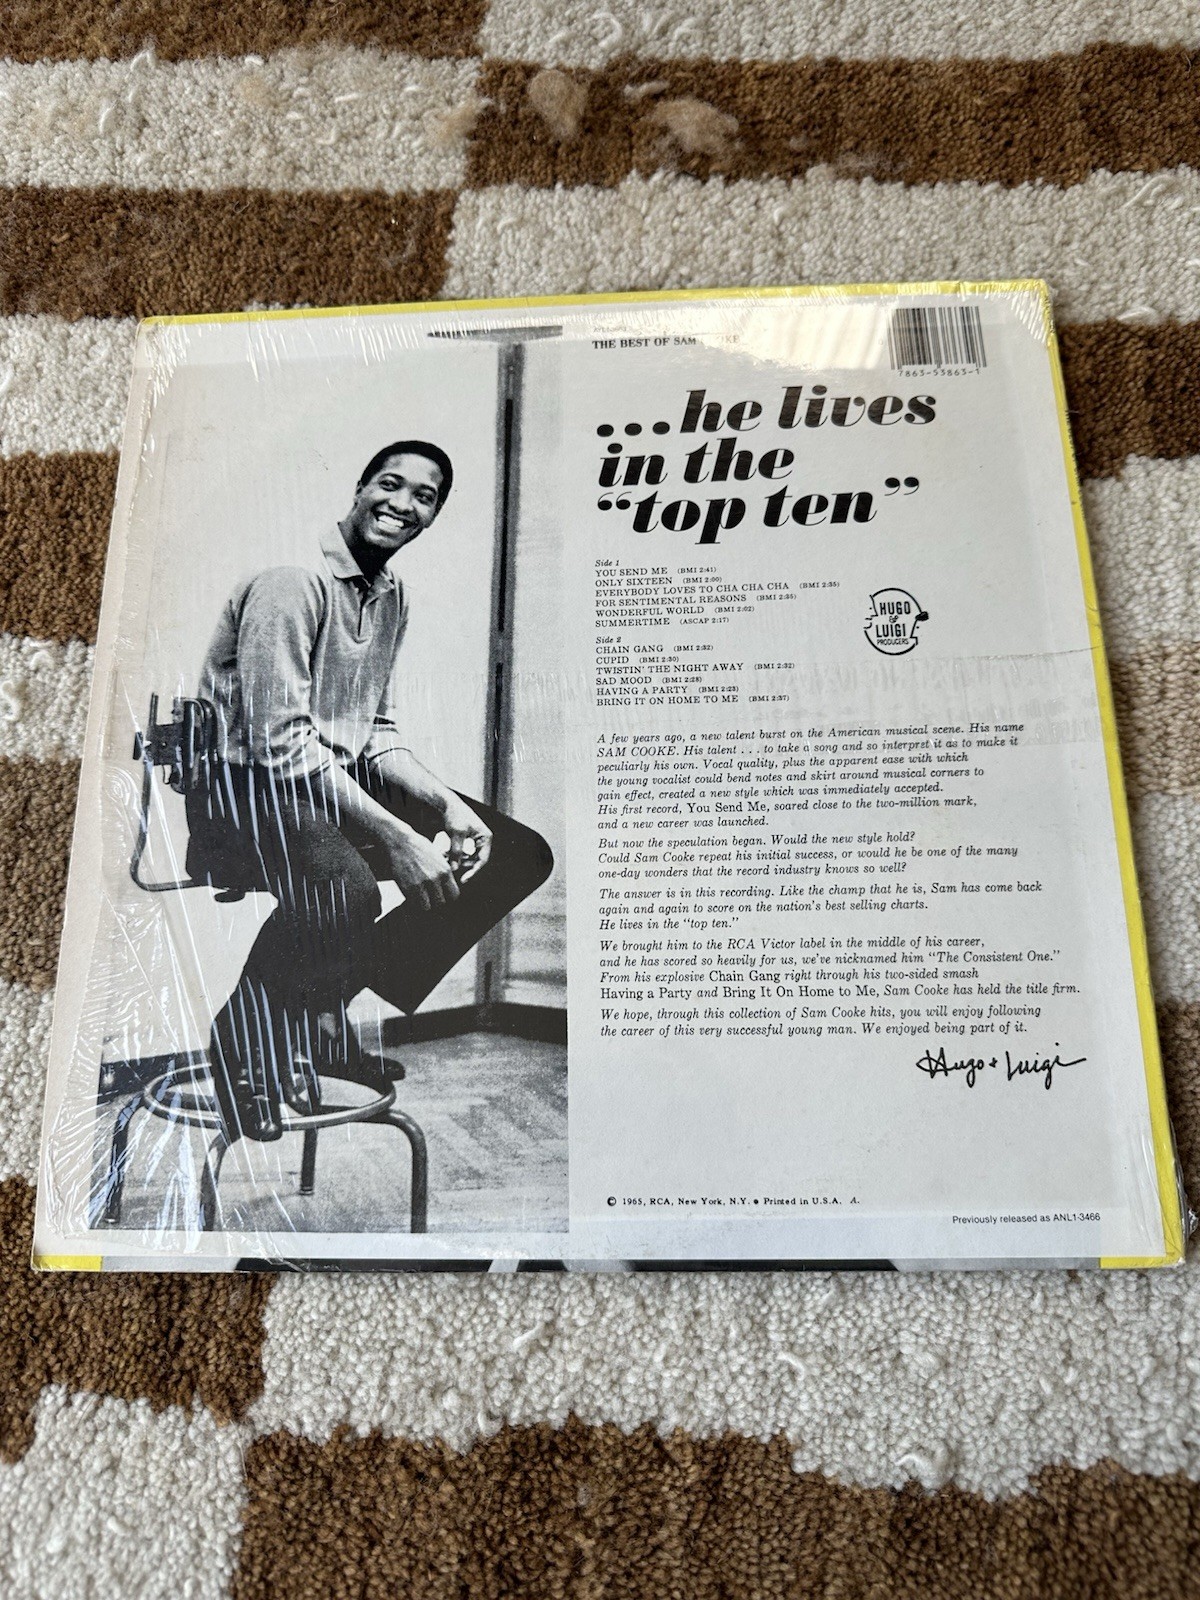 THE BEST OF SAM
7863-53863-1
...he lives
in the
“top ten”
Side 1
YOU SEND ME (BMI 2:41)
ONLY SIXTEEN (BMI 2:00)
EVERYBODY LOVES TO CHA CHA CHA (BMI 2:35)
FOR SENTIMENTAL REASONS (BMI 2:35)
WONDERFUL WORLD (BMI 2:02)
SUMMERTIME (ASCAP 2:17)
HUGO
&
LUIGI
PRODUCERS
Side 2
CHAIN GANG (BMI 2:32)
CUPID (BMI 2:30)
TWISTIN' THE NIGHT AWAY (BMI 2:32)
SAD MOOD (BMI 2:28)
HAVING A PARTY (BMI 2:23)
BRING IT ON HOME TO ME (BMI 2:37)
A few years ago, a new talent burst on the American musical scene. His name
SAM COOKE. His talent . . . to take a song and so interpret it as to make it
peculiarly his own. Vocal quality, plus the apparent ease with which
the young vocalist could bend notes and skirt around musical corners to
gain effect, created a new style which was immediately accepted.
His first record, You Send Me, soared close to the two-million mark,
and a new career was launched.
But now the speculation began. Would the new style hold?
Could Sam Cooke repeat his initial success, or would he be one of the many
one-day wonders that the record industry knows so well?
The answer is in this recording. Like the champ that he is, Sam has come back
again and again to score on the nation's best selling charts.
He lives in the “top ten.”
We brought him to the RCA Victor label in the middle of his career,
and he has scored so heavily for us, we've nicknamed him “The Consistent One.”
From his explosive Chain Gang right through his two-sided smash
Having a Party and Bring It On Home to Me, Sam Cooke has held the title firm.
We hope, through this collection of Sam Cooke hits, you will enjoy following
the career of this very successful young man. We enjoyed being part of it.
Hugo + Luigi
© 1965, RCA, New York, N.Y. ● Printed in U.S.A. A.
Previously released as ANL1-3466